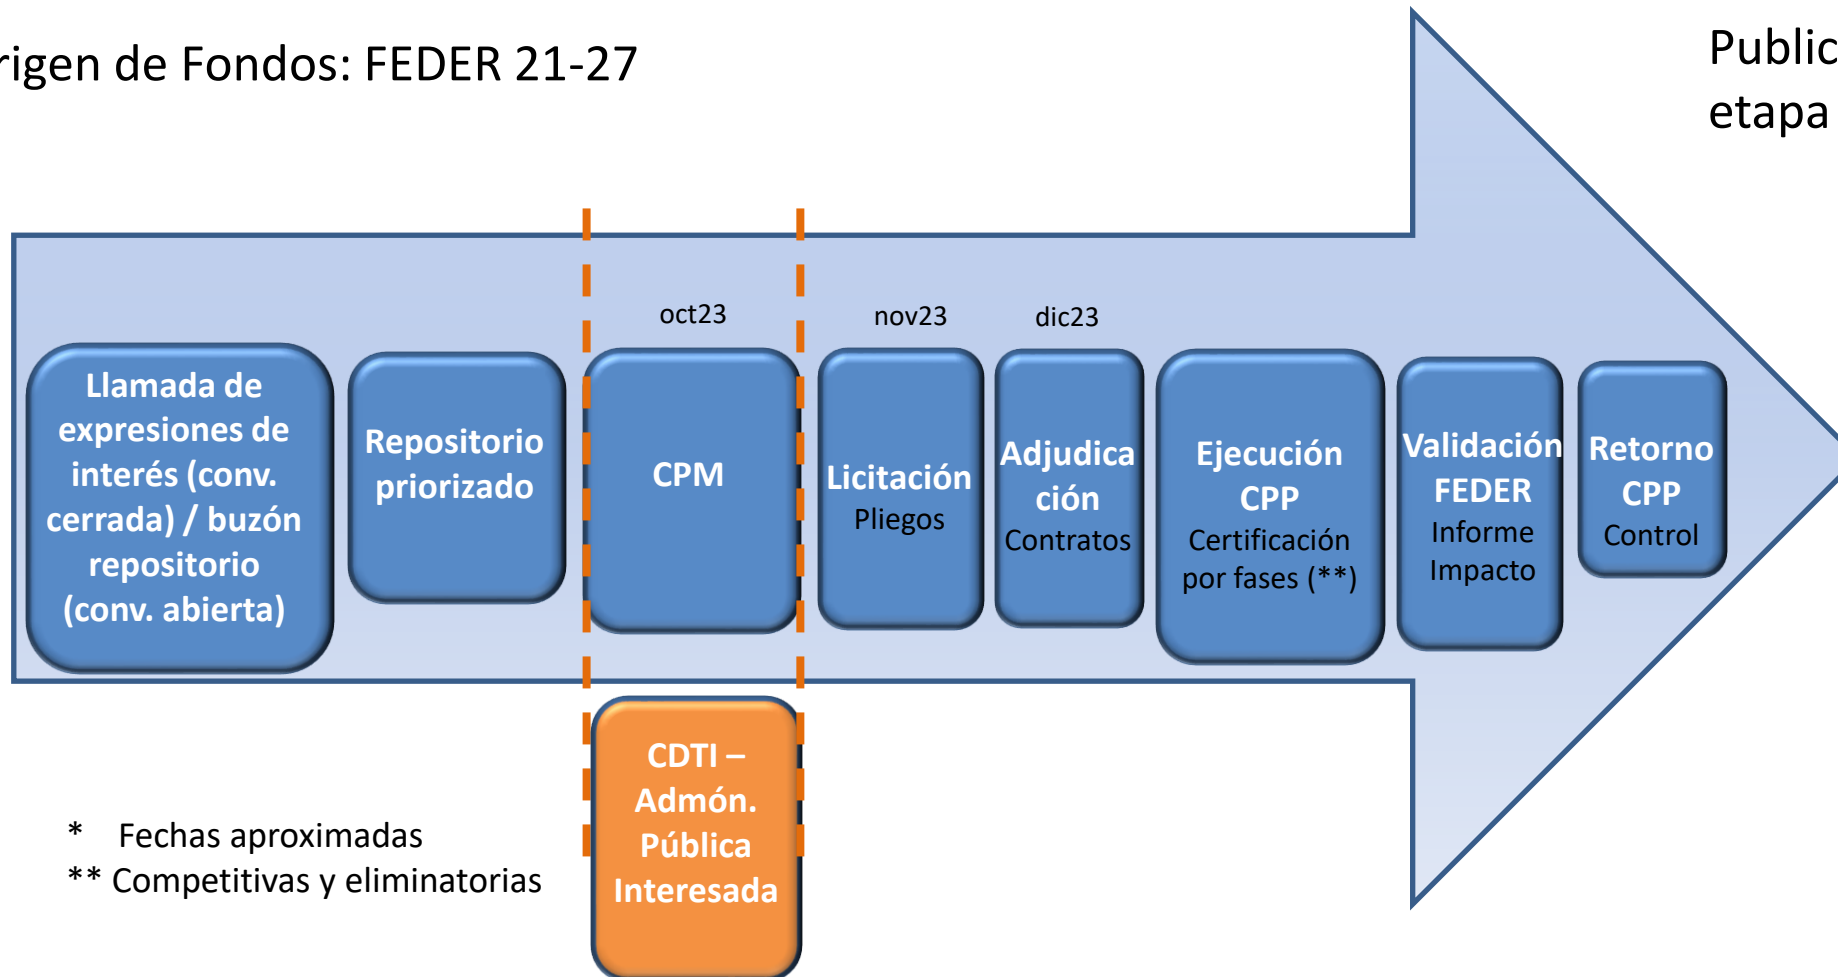 rigen de Fondos: FEDER 21-27
Public
etapa
oct23
nov23
dic23
Llamada de
expresiones de
interés (conv.
cerrada) / buzón
repositorio
(conv. abierta)
Repositorio
priorizado
CPM
Licitación
Pliegos
Adjudica
ción
Contratos
Ejecución
CPP
Certificación
por fases (**)
Validación
FEDER
Informe
Impacto
Retorno
CPP
Control
CDTI –
Admón.
Pública
Interesada
* Fechas aproximadas
** Competitivas y eliminatorias